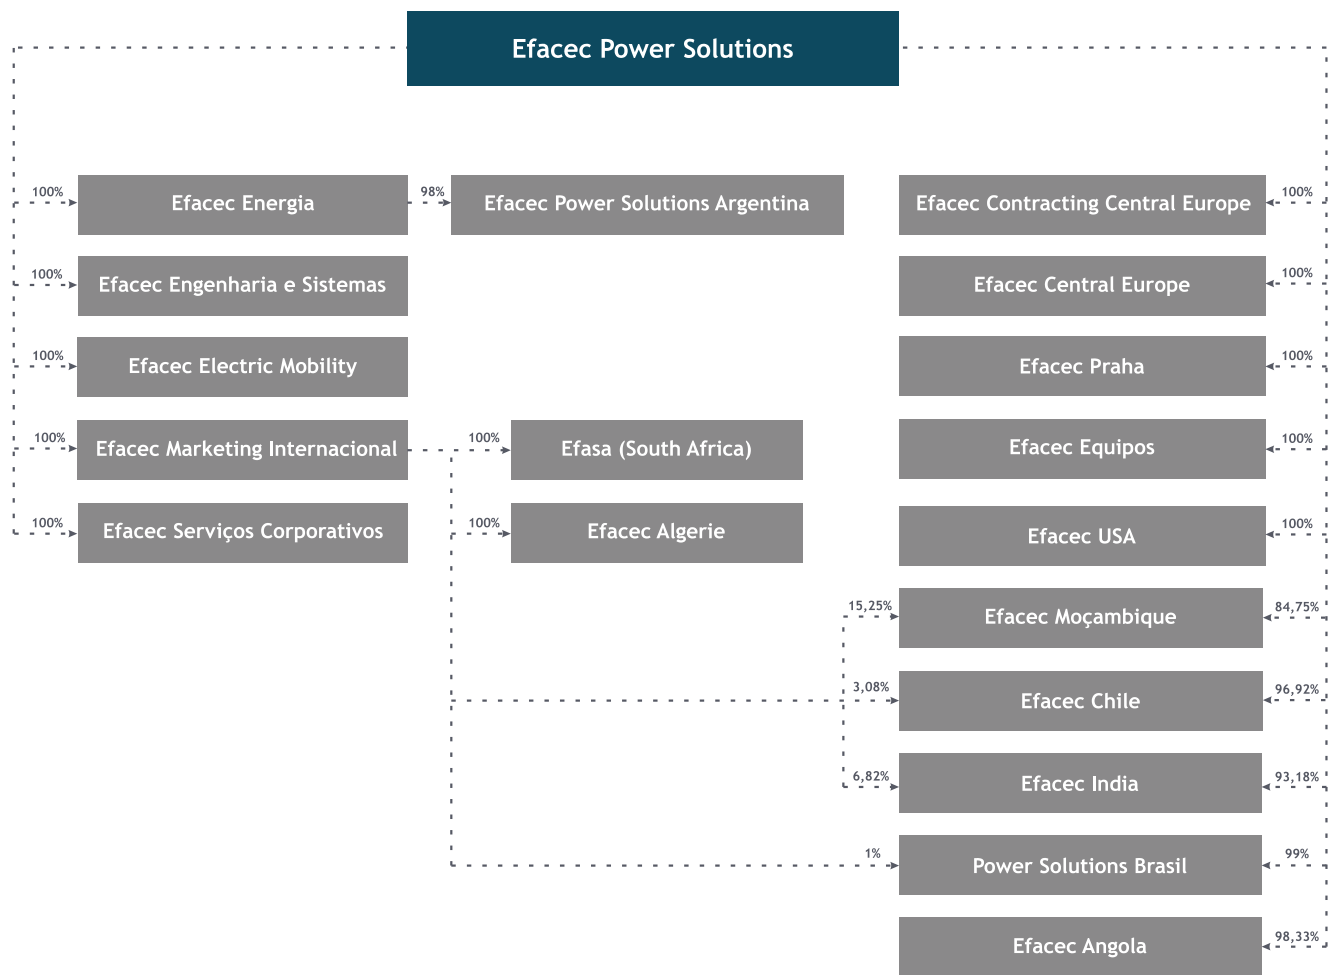 Efacec Power Solutions
100%
Efacec Energia
98%
Efacec Power Solutions Argentina
Efacec Contracting Central Europe
100%
100%
Efacec Engenharia e Sistemas
Efacec Central Europe
100%
100%
Efacec Electric Mobility
Efacec Praha
100%
100%
Efacec Marketing Internacional
100%
Efasa (South Africa)
Efacec Equipos
100%
100%
Efacec Serviços Corporativos
100%
Efacec Algerie
Efacec USA
100%
15,25%
Efacec Moçambique
84,75%
3,08%
Efacec Chile
96,92%
6,82%
Efacec India
93,18%
1%
Power Solutions Brasil
99%
Efacec Angola
98,33%